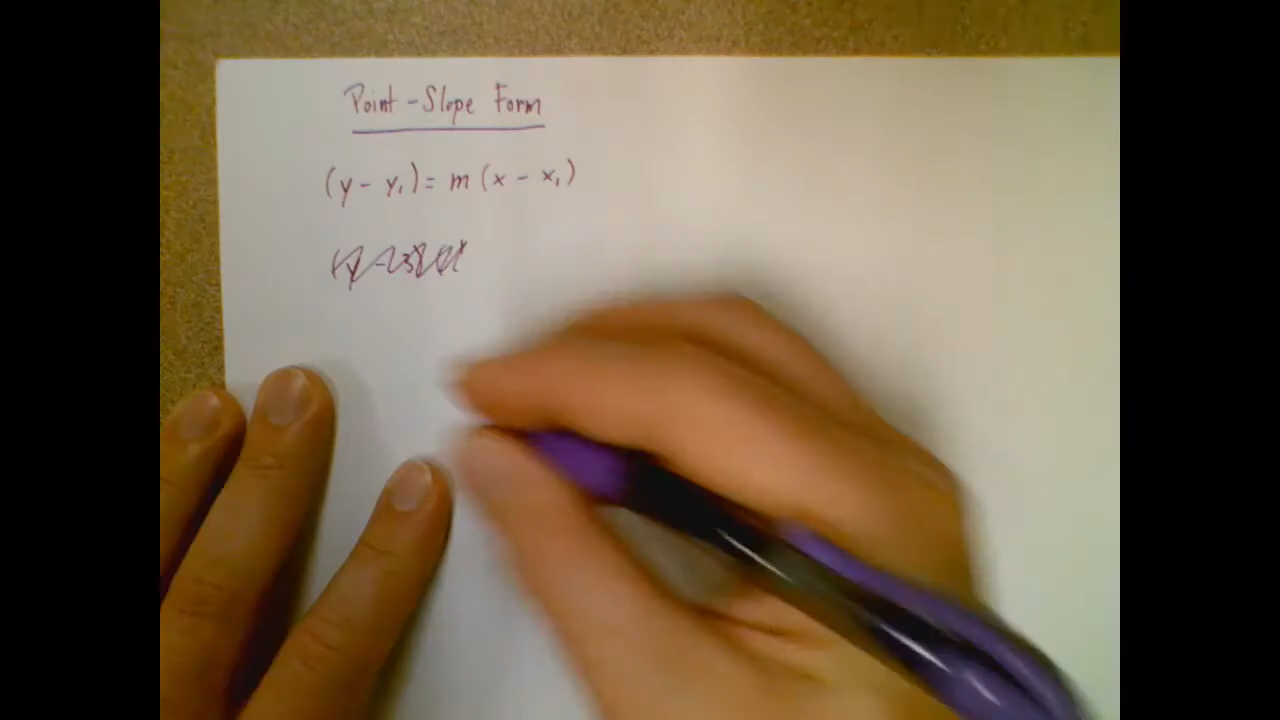 Point-Slope Form
(y - y₁) = m (x - x₁)